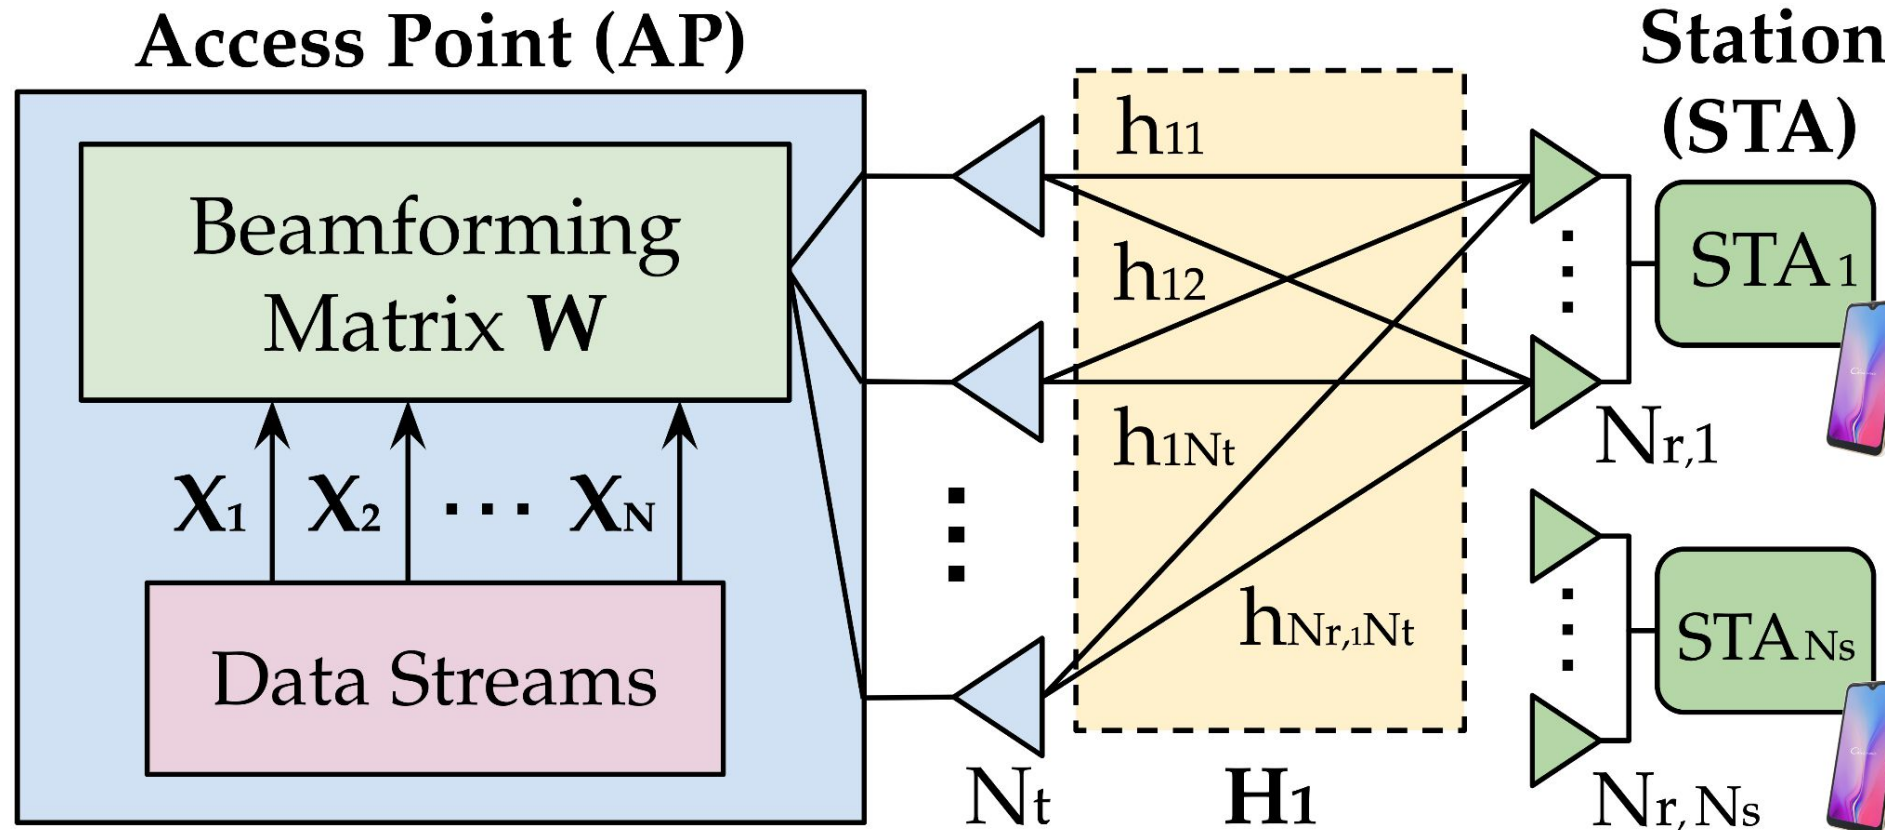 Access Point (AP)
Station
(STA)
Beamforming
Matrix W
X1 X2 ... XN
Data Streams
h11
h12
h1Nt
hNr,1Nt
Nt
H1
STA1
Nr,1
STANs
Nr,Ns